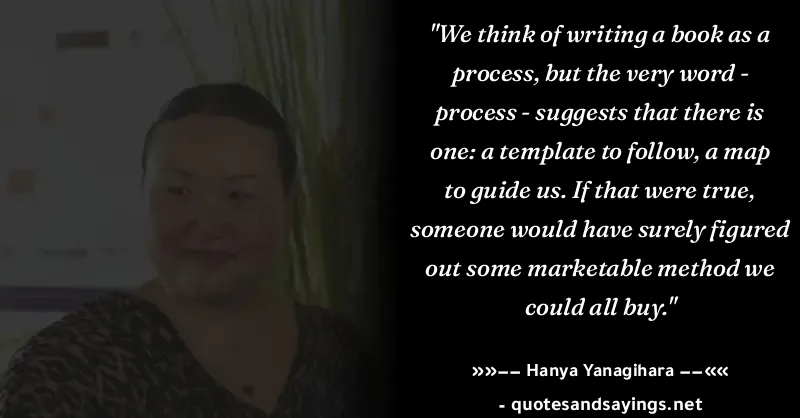 "We think of writing a book as a
process, but the very word -
process - suggests that there is
one: a template to follow, a map
to guide us. If that were true,
someone would have surely figured
out some marketable method we
could all buy."
»»–– Hanya Yanagihara ––««
- quotesandsayings.net